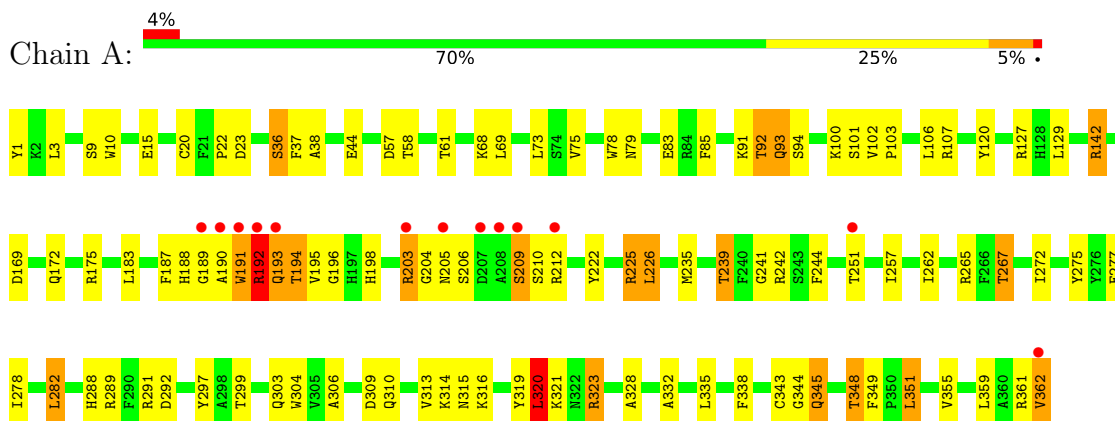 4%
Chain A:
70% 25% 5% •
Y1 K2 L3 S9 W10 E15 C20 F21 P22 D23 S36 F37 A38 E44 D57 T58 T61 K68 L69 L73 S74 V75 W78 N79 E83 R84 F85 K91 T92 Q93 S94 K100 S101 V102 P103 L106 R107 Y120 R127 H128 L129 R142
D169 Q172 R175 L183 F187 H188 G189 A190 W191 R192 Q193 T194 V195 G196 H197 H198 R203 G204 N205 S206 D207 A208 S209 S210 R212 Y222 R225 L226 M235 T239 F240 G241 R242 S243 F244 T251 I257 I262 R265 F266 T267 I272 Y275 Y276
I278 L282 H288 R289 F290 R291 D292 Y297 A298 T299 Q303 W304 V305 A306 D309 Q310 V313 K314 N315 K316 Y319 L320 K321 N322 R323 A328 A332 L335 F338 C343 G344 Q345 T348 F349 P350 L351 V355 L359 A360 R361 V362